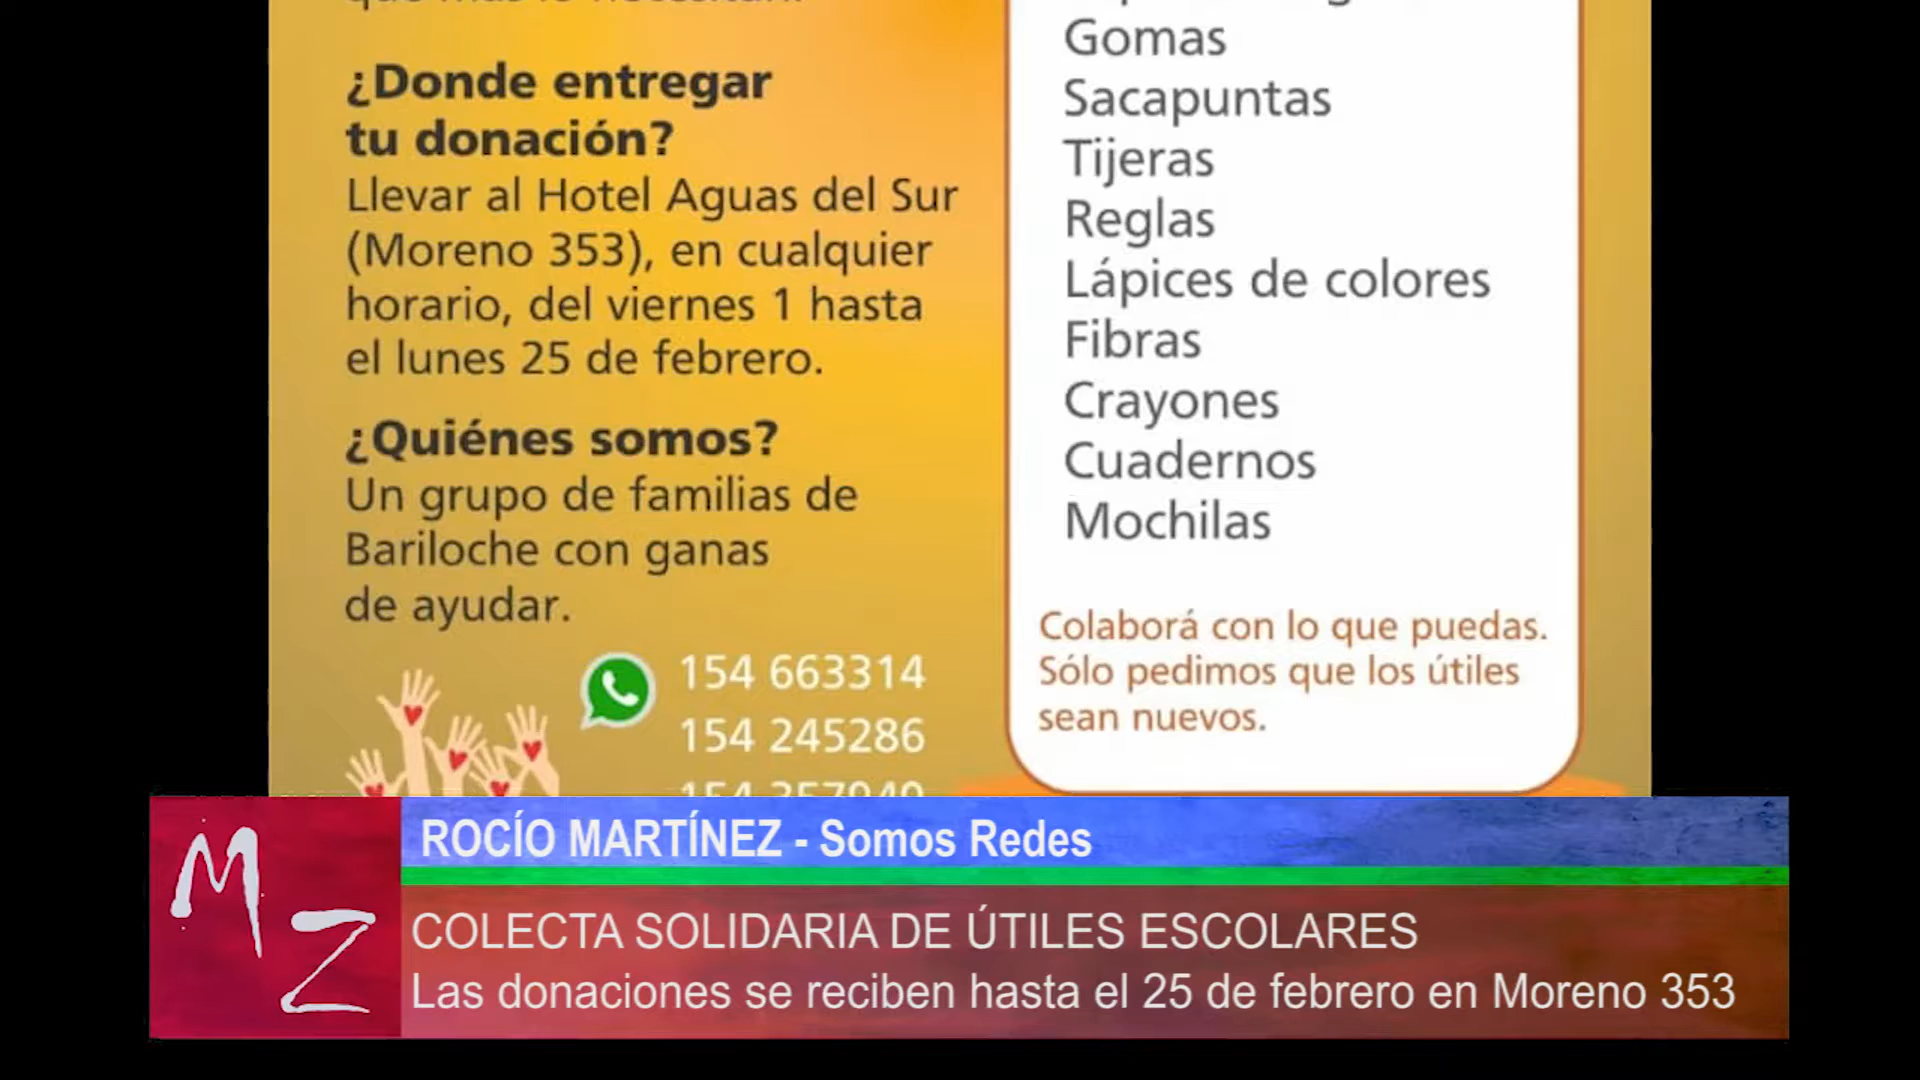 ¿Donde entregar
tu donación?
Llevar al Hotel Aguas del Sur
(Moreno 353), en cualquier
horario, del viernes 1 hasta
el lunes 25 de febrero.
¿Quiénes somos?
Un grupo de familias de
Bariloche con ganas
de ayudar.
154 663314
154 245286
Gomas
Sacapuntas
Tijeras
Reglas
Lápices de colores
Fibras
Crayones
Cuadernos
Mochilas
Colaborá con lo que puedas.
Sólo pedimos que los útiles
sean nuevos.
MZ
ROCÍO MARTÍNEZ - Somos Redes
COLECTA SOLIDARIA DE ÚTILES ESCOLARES
Las donaciones se reciben hasta el 25 de febrero en Moreno 353